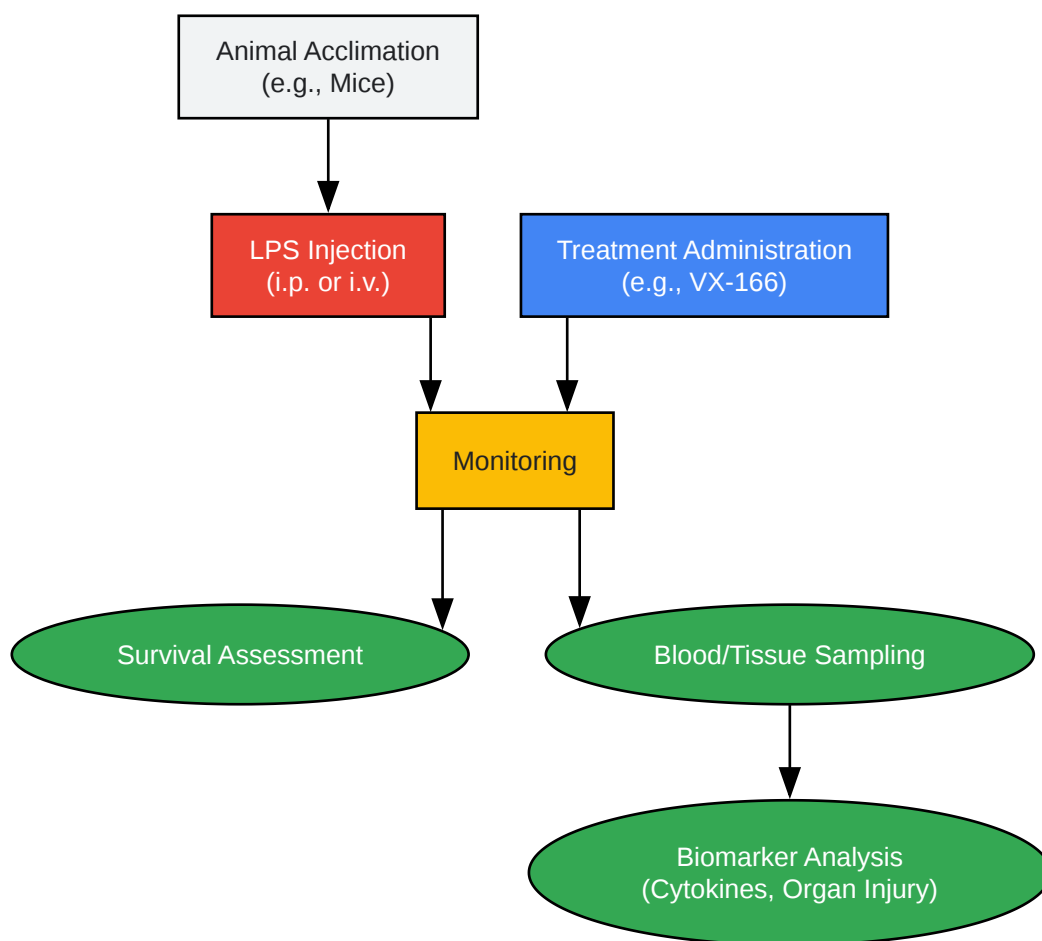 Animal Acclimation
(e.g., Mice)
LPS Injection
(i.p. or i.v.)
Treatment Administration
(e.g., VX-166)
Monitoring
Survival Assessment
Blood/Tissue Sampling
Biomarker Analysis
(Cytokines, Organ Injury)